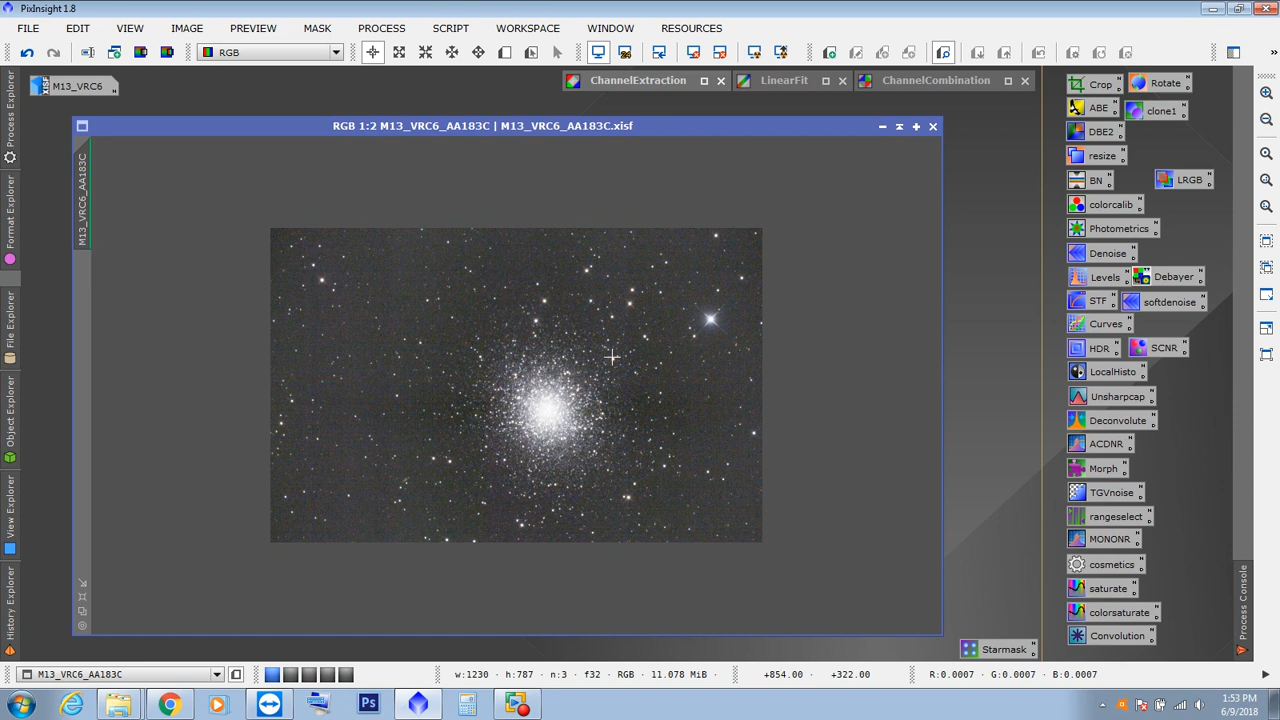 PixInsight 1.8
FILE EDIT VIEW IMAGE PROCESS PREVIEW MASK SCRIPT WORKSPACE WINDOW RESOURCES
RGB
M13_VRC6
ChannelExtraction LinearFit ChannelCombination
RGB 1:2 M13_VRC6_AA183C | M13_VRC6_AA183C.xisf
M13_VRC6_AA183C
Process Explorer
Format Explorer
File Explorer
Object Explorer
View Explorer
History Explorer
Crop Rotate
ABE clone1
DBE2
resize
BN LRGB
colorcalib
Photometrics
Denoise
Levels Debayer
STF softdenoise
Curves
HDR SCNR
LocalHisto
Unsharpcap
Deconvolute
ACDNR
Morph
TGVnoise
rangeselect
MONONR
cosmetics
saturate
colorsaturate
Convolution
Starmask
Process Console
M13_VRC6_AA183C
w:1230 · h:787 · n:3 · f32 · RGB · 11.078 Mib
+854.00 · +322.00
R:0.0007 · G:0.0007 · B:0.0007
Ps
1:53 PM
6/9/2018